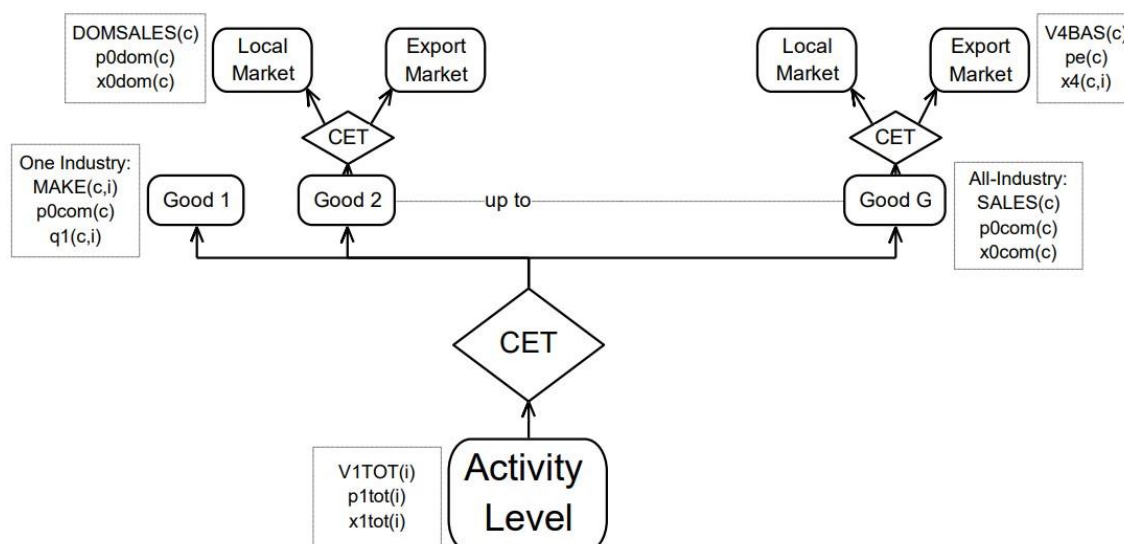 DOMSALES(c)
p0dom(c)
x0dom(c)
Local
Market
Export
Market
Local
Market
Export
Market
V4BAS(c)
pe(c)
x4(c,i)
CET
CET
One Industry:
MAKE(c,i)
p0com(c)
q1(c,i)
Good 1
Good 2
up to
Good G
All-Industry:
SALES(c)
p0com(c)
x0com(c)
CET
V1TOT(i)
p1tot(i)
x1tot(i)
Activity
Level